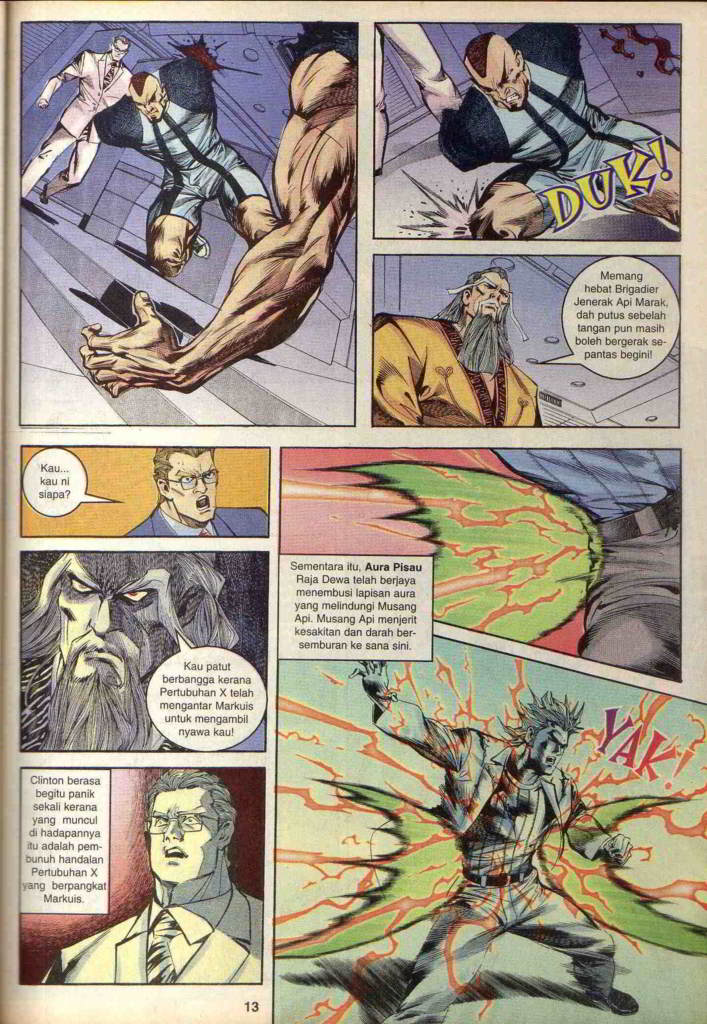 DUK!
Memang
hebat Brigadier
Jenerak Api Marak,
dah putus sebelah
tangan pun masih
boleh bergerak se-
pantas begini!
Kau...
kau ni
siapa?
Kau patut
berbangga kerana
Pertubuhan X telah
mengantar Markuis
untuk mengambil
nyawa kau!
Clinton berasa
begitu panik
sekali kerana
yang muncul
di hadapannya
itu adalah pem-
bunuh handalan
Pertubuhan X
yang berpangkat
Markuis.
Sementara itu, Aura Pisau
Raja Dewa telah berjaya
menembusi lapisan aura
yang melindungi Musang
Api. Musang Api menjerit
kesakitan dan darah ber-
semburan ke sana sini.
YAK!
13